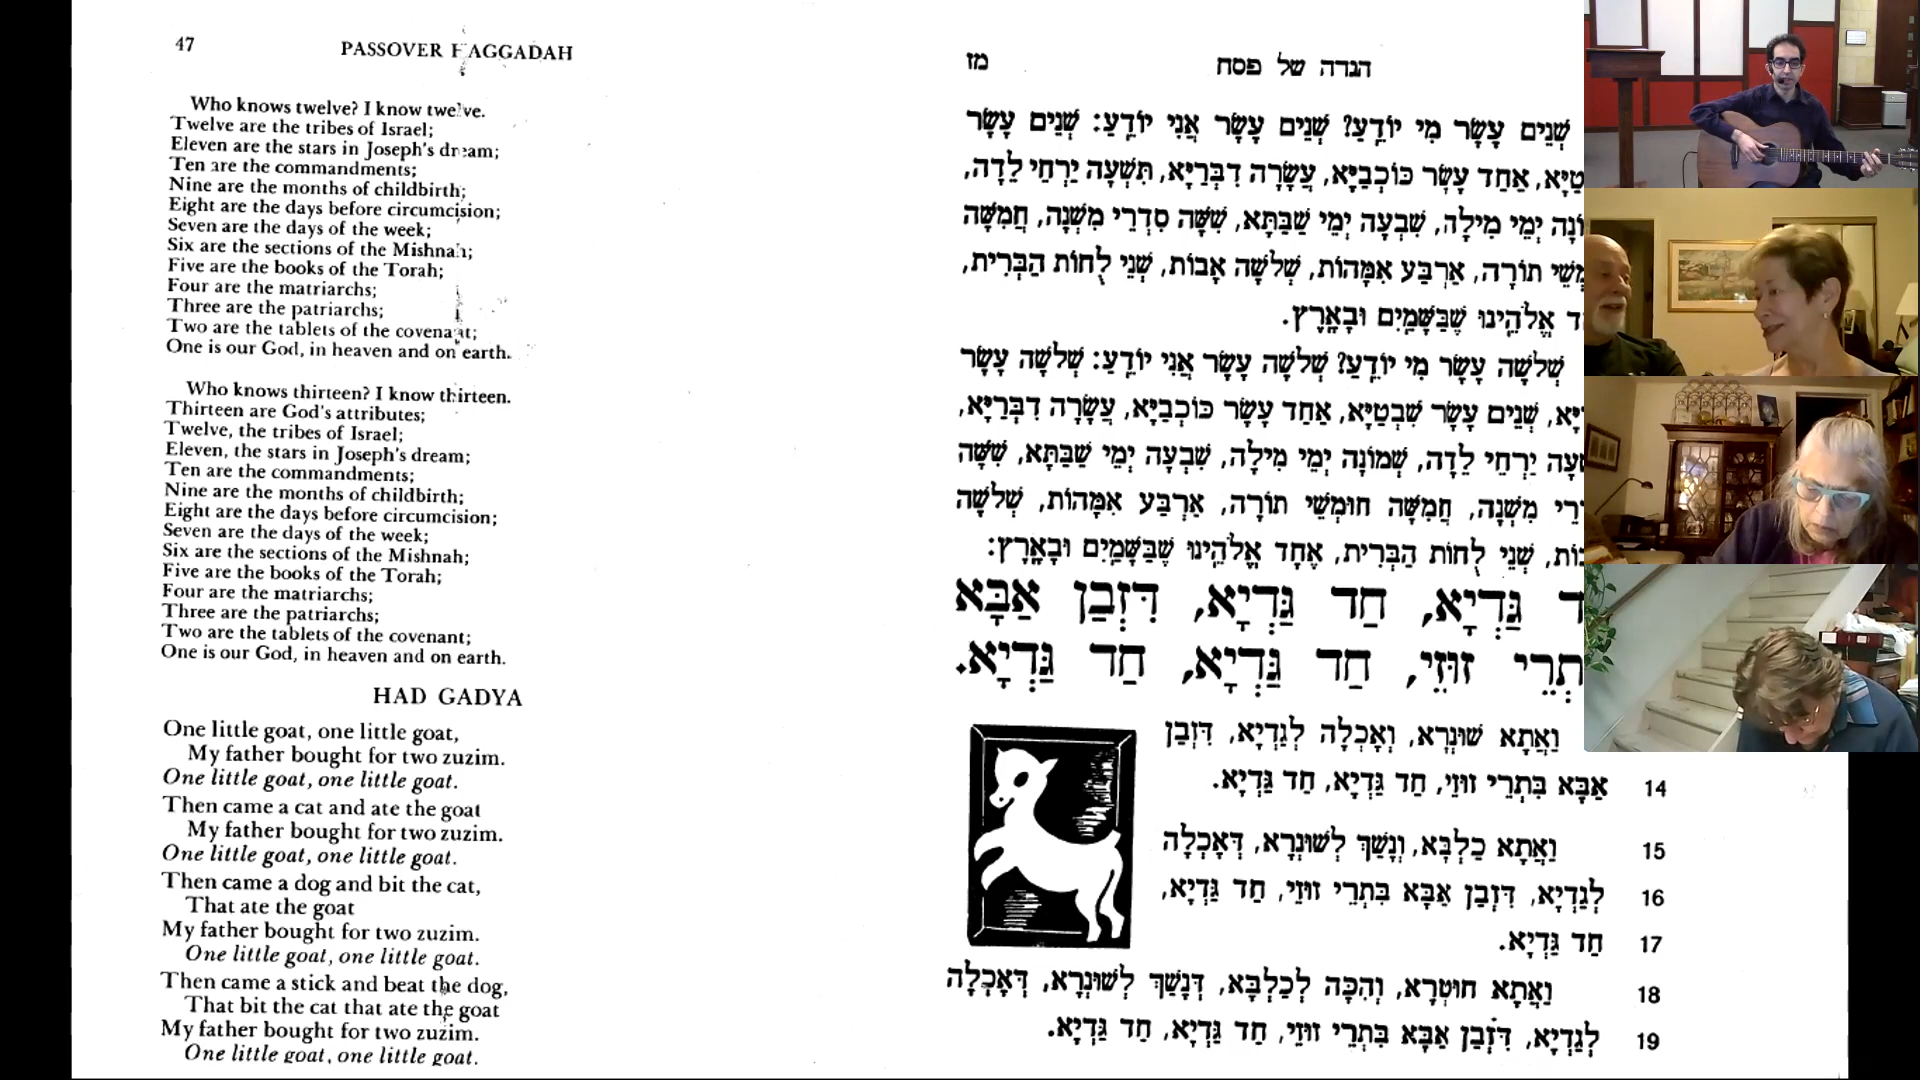 47
PASSOVER HAGGADAH
Who knows twelve? I know twelve.
Twelve are the tribes of Israel;
Eleven are the stars in Joseph's dream;
Ten are the commandments;
Nine are the months of childbirth;
Eight are the days before circumcision;
Seven are the days of the week;
Six are the sections of the Mishnah;
Five are the books of the Torah;
Four are the matriarchs;
Three are the patriarchs;
Two are the tablets of the covenant;
One is our God, in heaven and on earth.
Who knows thirteen? I know thirteen.
Thirteen are God's attributes;
Twelve, the tribes of Israel;
Eleven, the stars in Joseph's dream;
Ten are the commandments;
Nine are the months of childbirth;
Eight are the days before circumcision;
Seven are the days of the week;
Six are the sections of the Mishnah;
Five are the books of the Torah;
Four are the matriarchs;
Three are the patriarchs;
Two are the tablets of the covenant;
One is our God, in heaven and on earth.
HAD GADYA
One little goat, one little goat,
My father bought for two zuzim.
One little goat, one little goat.
Then came a cat and ate the goat
My father bought for two zuzim.
One little goat, one little goat.
Then came a dog and bit the cat,
That ate the goat
My father bought for two zuzim.
One little goat, one little goat.
Then came a stick and beat the dog,
That bit the cat that ate the goat
My father bought for two zuzim.
One little goat, one little goat.
הגדה של פסח
מז
שְׁנֵים עָשָׂר מִי יוֹדֵֽעַ? שְׁנֵים עָשָׂר אֲנִי יוֹדֵֽעַ: שְׁנֵים עָשָׂר
אַחַד עָשָׂר כּוֹכְבַיָּא, עֲשָׂרָה דִבְּרַיָּא, תִּשְׁעָה יַרְחֵי לֵדָה,
יְמֵי מִילָה, שִׁבְעָה יְמֵי שַׁבַּתָּא, שִׁשָּׁה סִדְרֵי מִשְׁנָה, חֲמִשָּׁה
תוֹרָה, אַרְבַּע אִמָּהוֹת, שְׁלֹשָׁה אָבוֹת, שְׁנֵי לֻחוֹת הַבְּרִית,
אֱלֹהֵֽינוּ שֶׁבַּשָּׁמַֽיִם וּבָאָֽרֶץ.
שְׁלֹשָׁה עָשָׂר מִי יוֹדֵֽעַ? שְׁלֹשָׁה עָשָׂר אֲנִי יוֹדֵֽעַ: שְׁלֹשָׁה עָשָׂר
שְׁנֵים עָשָׂר שִׁבְטַיָּא, אַחַד עָשָׂר כּוֹכְבַיָּא, עֲשָׂרָה דִבְּרַיָּא,
יַרְחֵי לֵדָה, שְׁמוֹנָה יְמֵי מִילָה, שִׁבְעָה יְמֵי שַׁבַּתָּא, שִׁשָּׁה
מִשְׁנָה, חֲמִשָּׁה חוּמְשֵׁי תוֹרָה, אַרְבַּע אִמָּהוֹת, שְׁלֹשָׁה
שְׁנֵי לֻחוֹת הַבְּרִית, אֶחָד אֱלֹהֵֽינוּ שֶׁבַּשָּׁמַֽיִם וּבָאָֽרֶץ:
גַּדְיָא, חַד גַּדְיָא, דִּזְבַן אַבָּא
תְרֵי זוּזֵי, חַד גַּדְיָא, חַד גַּדְיָא.
וַאֲתָא שׁוּנְרָא, וְאָכְלָה לְגַדְיָא, דִּזְבַן
אַבָּא בִּתְרֵי זוּזֵי, חַד גַּדְיָא, חַד גַּדְיָא. 14
וַאֲתָא כַלְבָּא, וְנָשַׁךְ לְשׁוּנְרָא, דְּאָכְלָה 15
לְגַדְיָא, דִּזְבַן אַבָּא בִּתְרֵי זוּזֵי, חַד גַּדְיָא, 16
חַד גַּדְיָא. 17
וַאֲתָא חוּטְרָא, וְהִכָּה לְכַלְבָּא, דְּנָשַׁךְ לְשׁוּנְרָא, דְּאָכְלָה 18
לְגַדְיָא, דִּזְבַן אַבָּא בִּתְרֵי זוּזֵי, חַד גַּדְיָא, חַד גַּדְיָא. 19